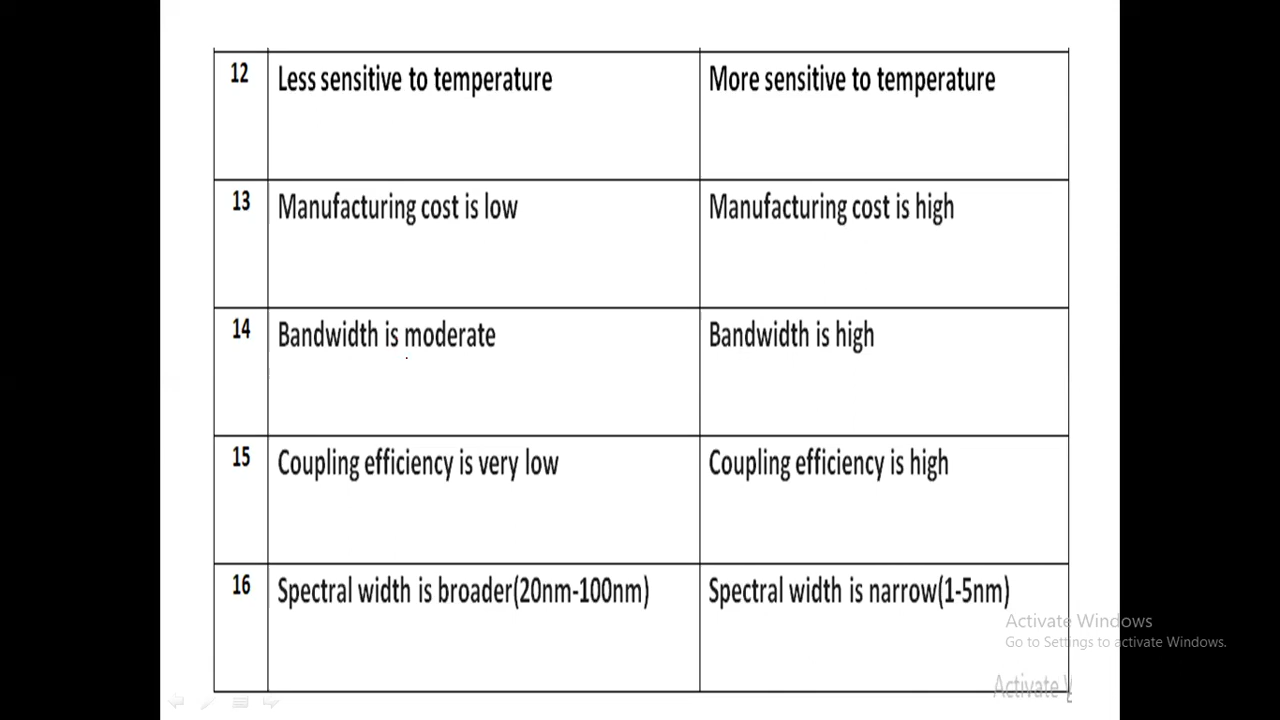 12 Less sensitive to temperature More sensitive to temperature
13 Manufacturing cost is low Manufacturing cost is high
14 Bandwidth is moderate Bandwidth is high
15 Coupling efficiency is very low Coupling efficiency is high
16 Spectral width is broader(20nm-100nm) Spectral width is narrow(1-5nm)
Activate Windows
Go to Settings to activate Windows.
Activate